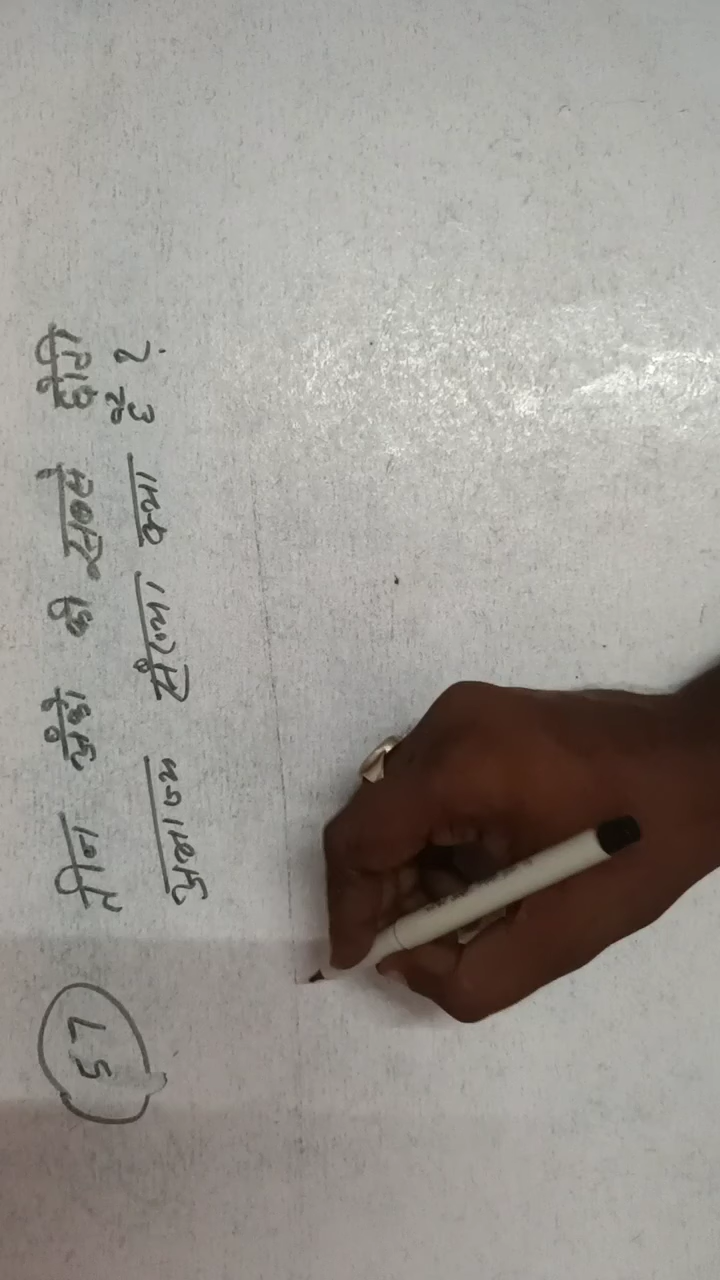 57 तीन अंको की सबसे छोटी
अभाज्य संख्या क्या है ?